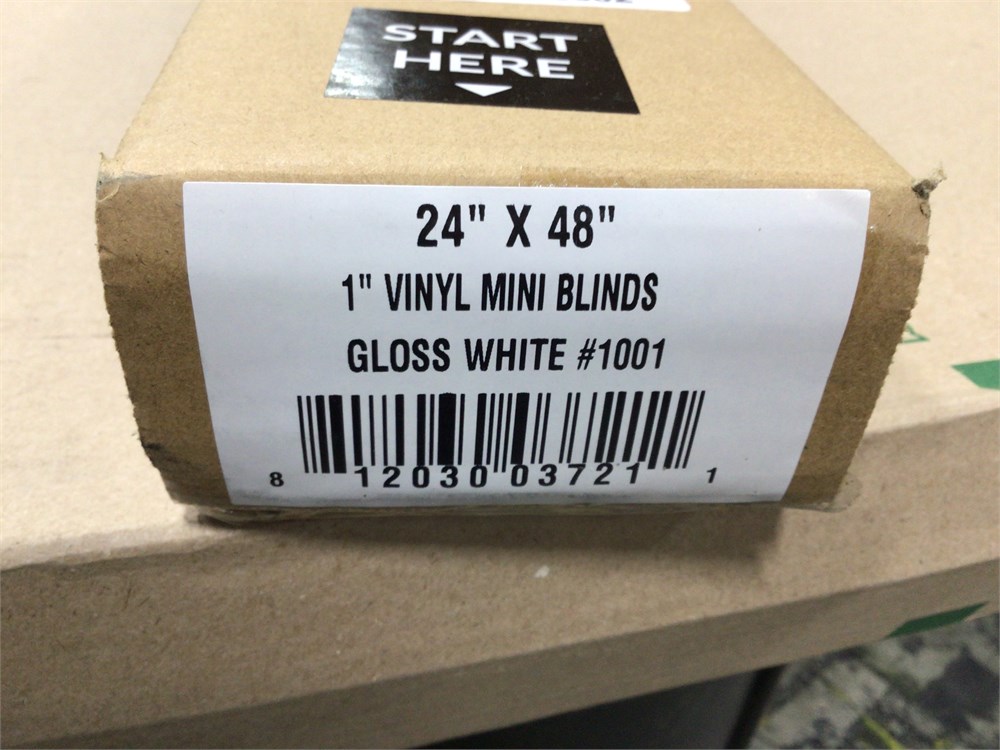 START
HERE
24" X 48"
1" VINYL MINI BLINDS
GLOSS WHITE #1001
8 12030 03721 1